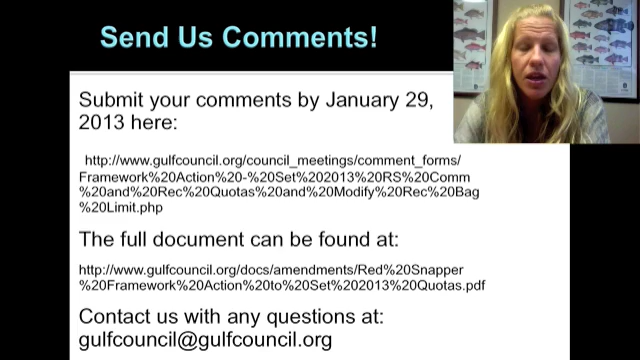 Send Us Comments!
Submit your comments by January 29,
2013 here:
http://www.gulfcouncil.org/council_meetings/comment_forms/
Framework%20Action%20-%20Set%202013%20RS%20Comm
%20and%20Rec%20Quotas%20and%20Modify%20Rec%20Bag
%20Limit.php
The full document can be found at:
http://www.gulfcouncil.org/docs/amendments/Red%20Snapper
%20Framework%20Action%20to%20Set%202013%20Quotas.pdf
Contact us with any questions at:
gulfcouncil@gulfcouncil.org